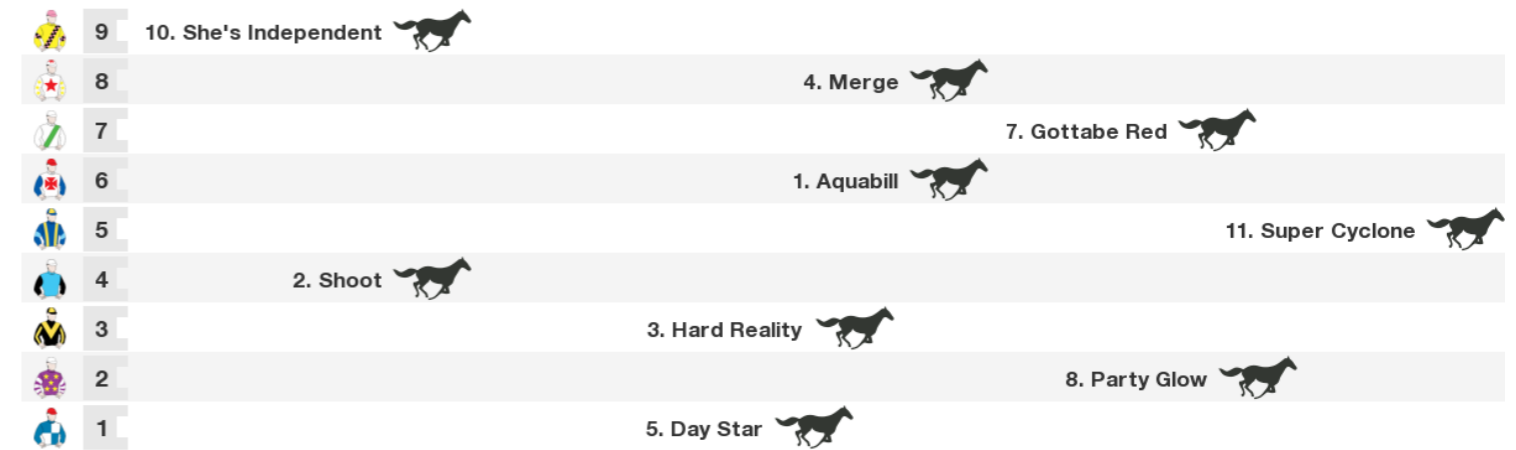 9 10. She's Independent
8 4. Merge
7 7. Gottabe Red
6 1. Aquabill
5 11. Super Cyclone
4 2. Shoot
3 3. Hard Reality
2 8. Party Glow
1 5. Day Star